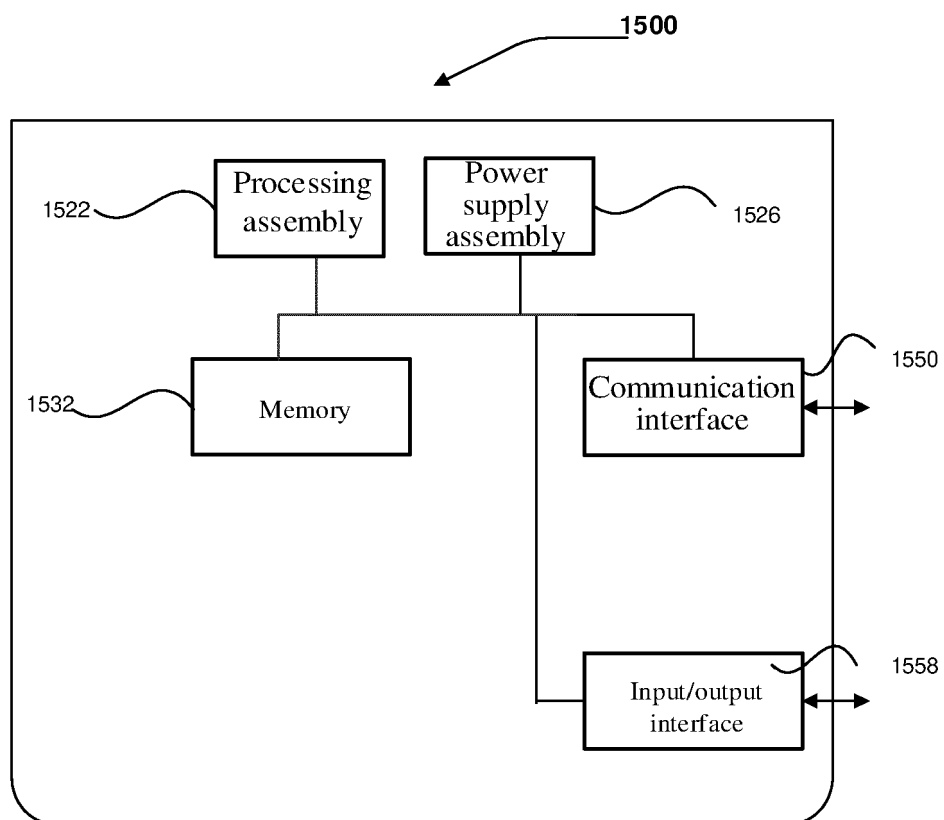 1500
Processing
assembly
1522
Power
supply
assembly
1526
Memory
1532
Communication
interface
1550
Input/output
interface
1558